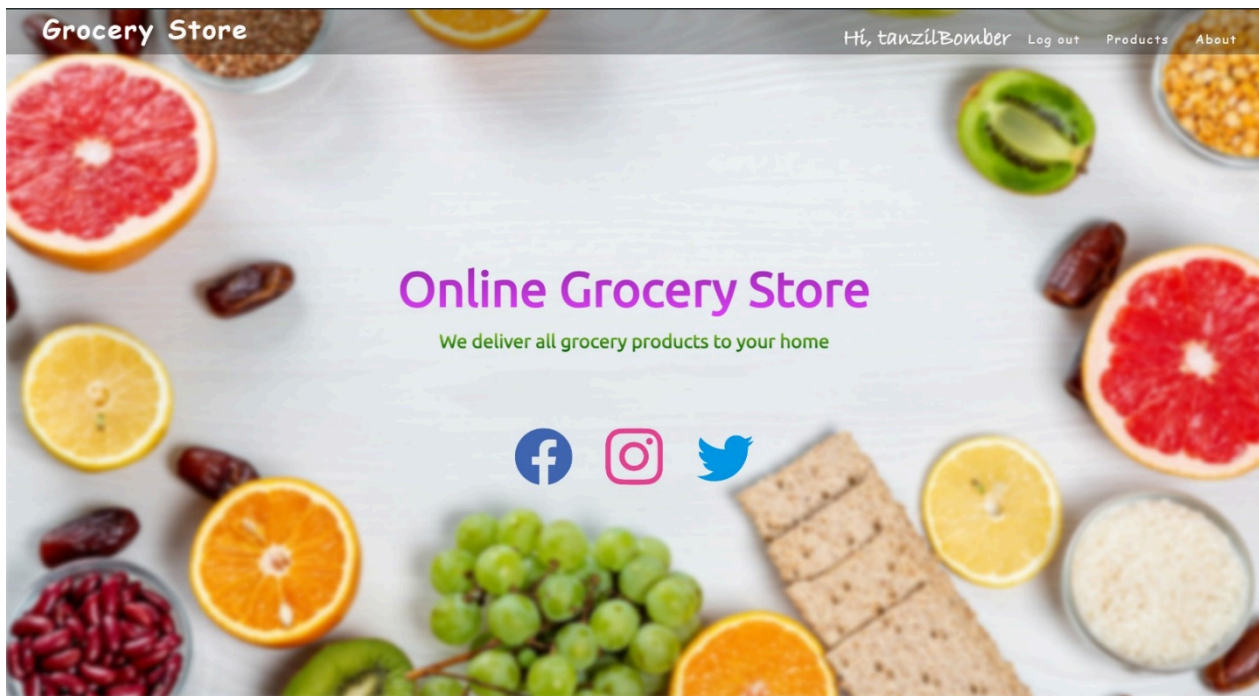 Grocery Store
Hi, tanzilBomber Log out Products About
Online Grocery Store
We deliver all grocery products to your home